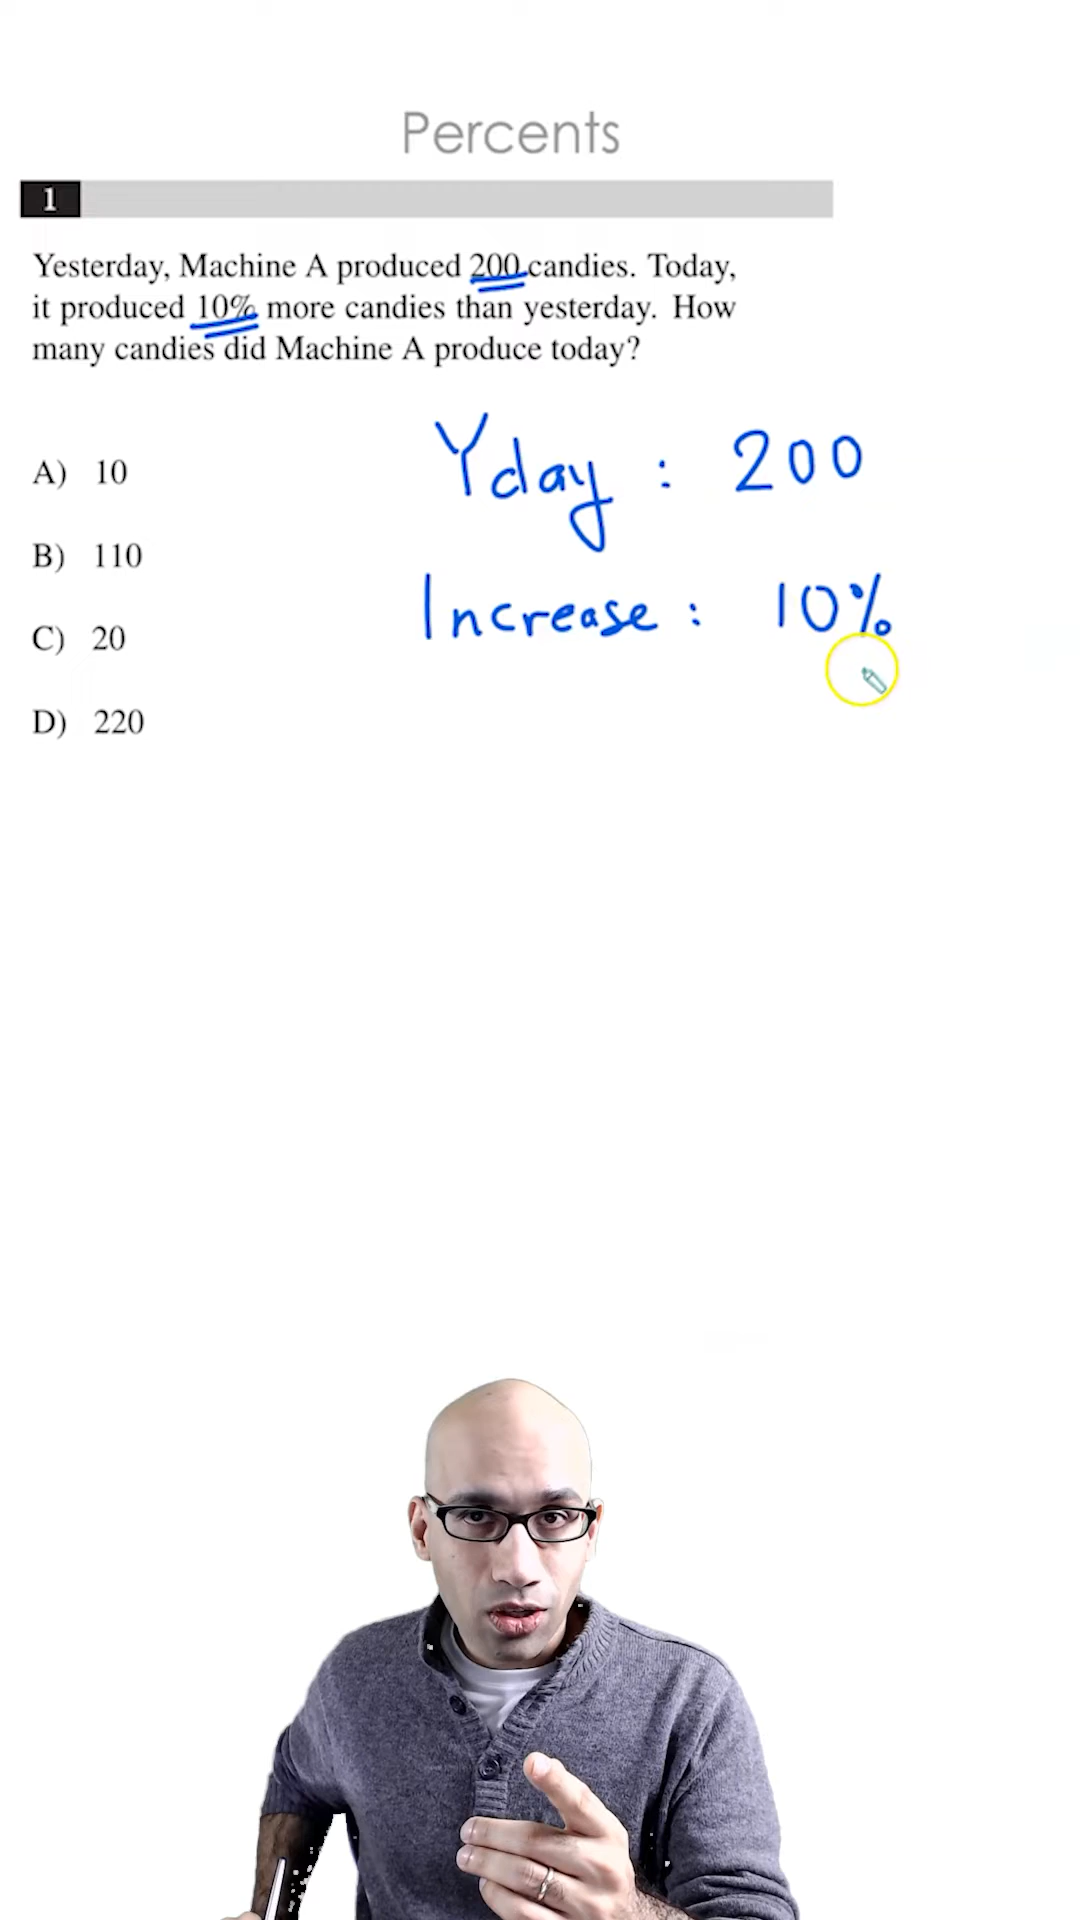 Percents
1
Yesterday, Machine A produced 200 candies. Today,
it produced 10% more candies than yesterday. How
many candies did Machine A produce today?
A) 10
Yday : 200
B) 110
Increase : 10%
C) 20
D) 220